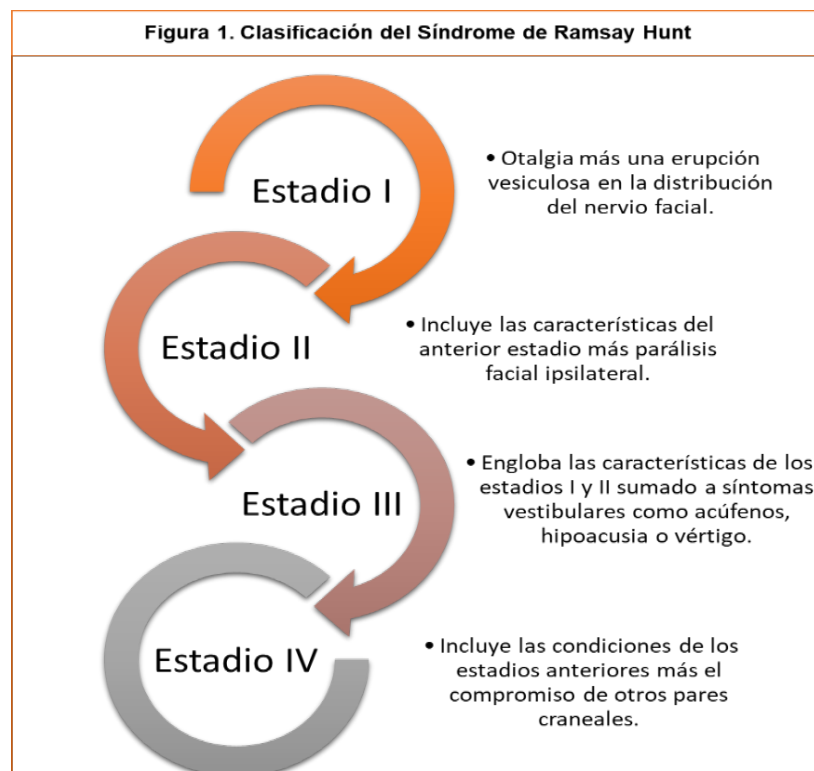 Figura 1. Clasificación del Síndrome de Ramsay Hunt
Estadio I
• Otalgia más una erupción
vesiculosa en la distribución
del nervio facial.
Estadio II
• Incluye las características del
anterior estadio más parálisis
facial ipsilateral.
Estadio III
• Engloba las características de los
estadios I y II sumado a síntomas
vestibulares como acúfenos,
hipoacusia o vértigo.
Estadio IV
• Incluye las condiciones de los
estadios anteriores más el
compromiso de otros pares
craneales.